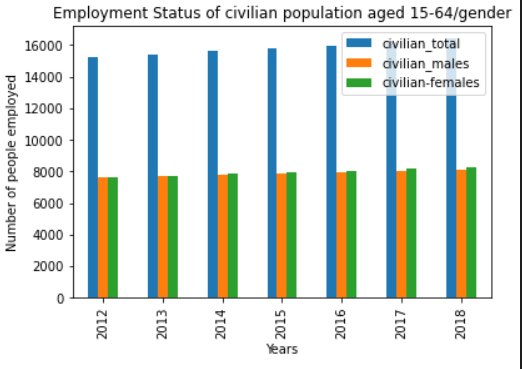 Employment Status of civilian population aged 15-64/gender
civilian_total
civilian_males
civilian-females
16000
14000
12000
10000
8000
6000
4000
2000
0
Number of people employed
2012
2013
2014
2015
2016
2017
2018
Years